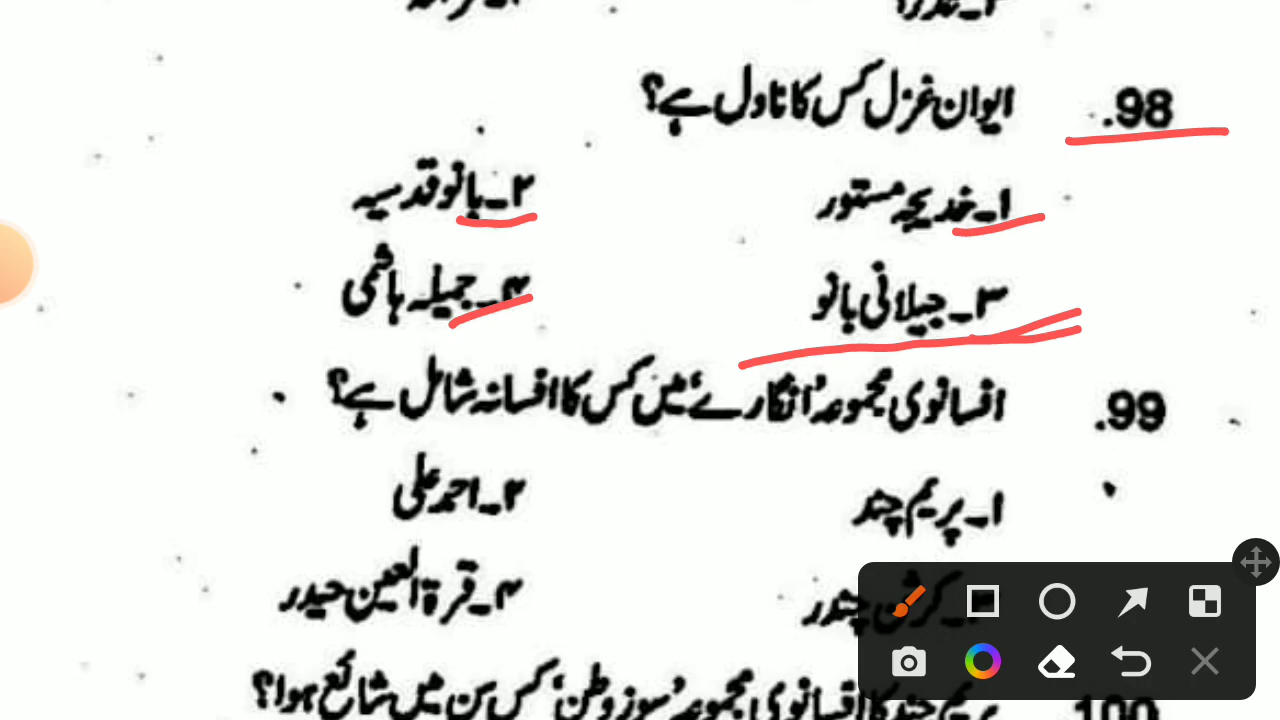 98. ایوان غزل کس کا ناول ہے؟
۱۔ خدیجہ مستور ۲۔ بانو قدسیہ
۳۔ جیلانی بانو ۴۔ جمیلہ ہاشمی
99. افسانوی مجموعہ ’انگارے‘ میں کس کا افسانہ شامل ہے؟
۱۔ پریم چند ۲۔ احمد علی
کرشن چندر ۴۔ قرۃ العین حیدر
100 پریم چند کا افسانوی مجموعہ ’سوز وطن‘ کس سن میں شائع ہوا؟